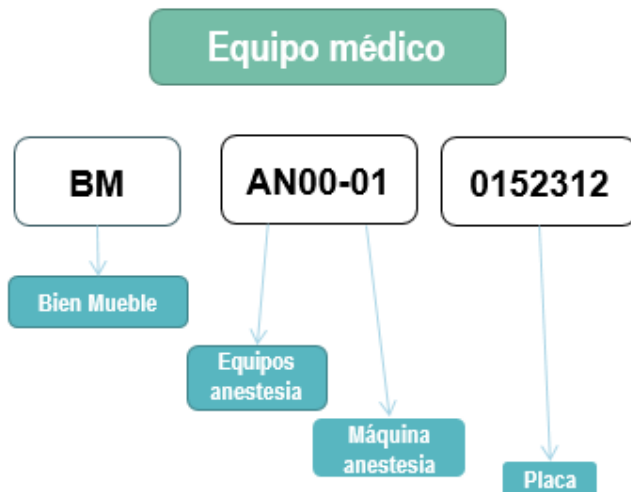 Equipo médico
BM
AN00-01
0152312
Bien Mueble
Equipos
anestesia
Máquina
anestesia
Placa